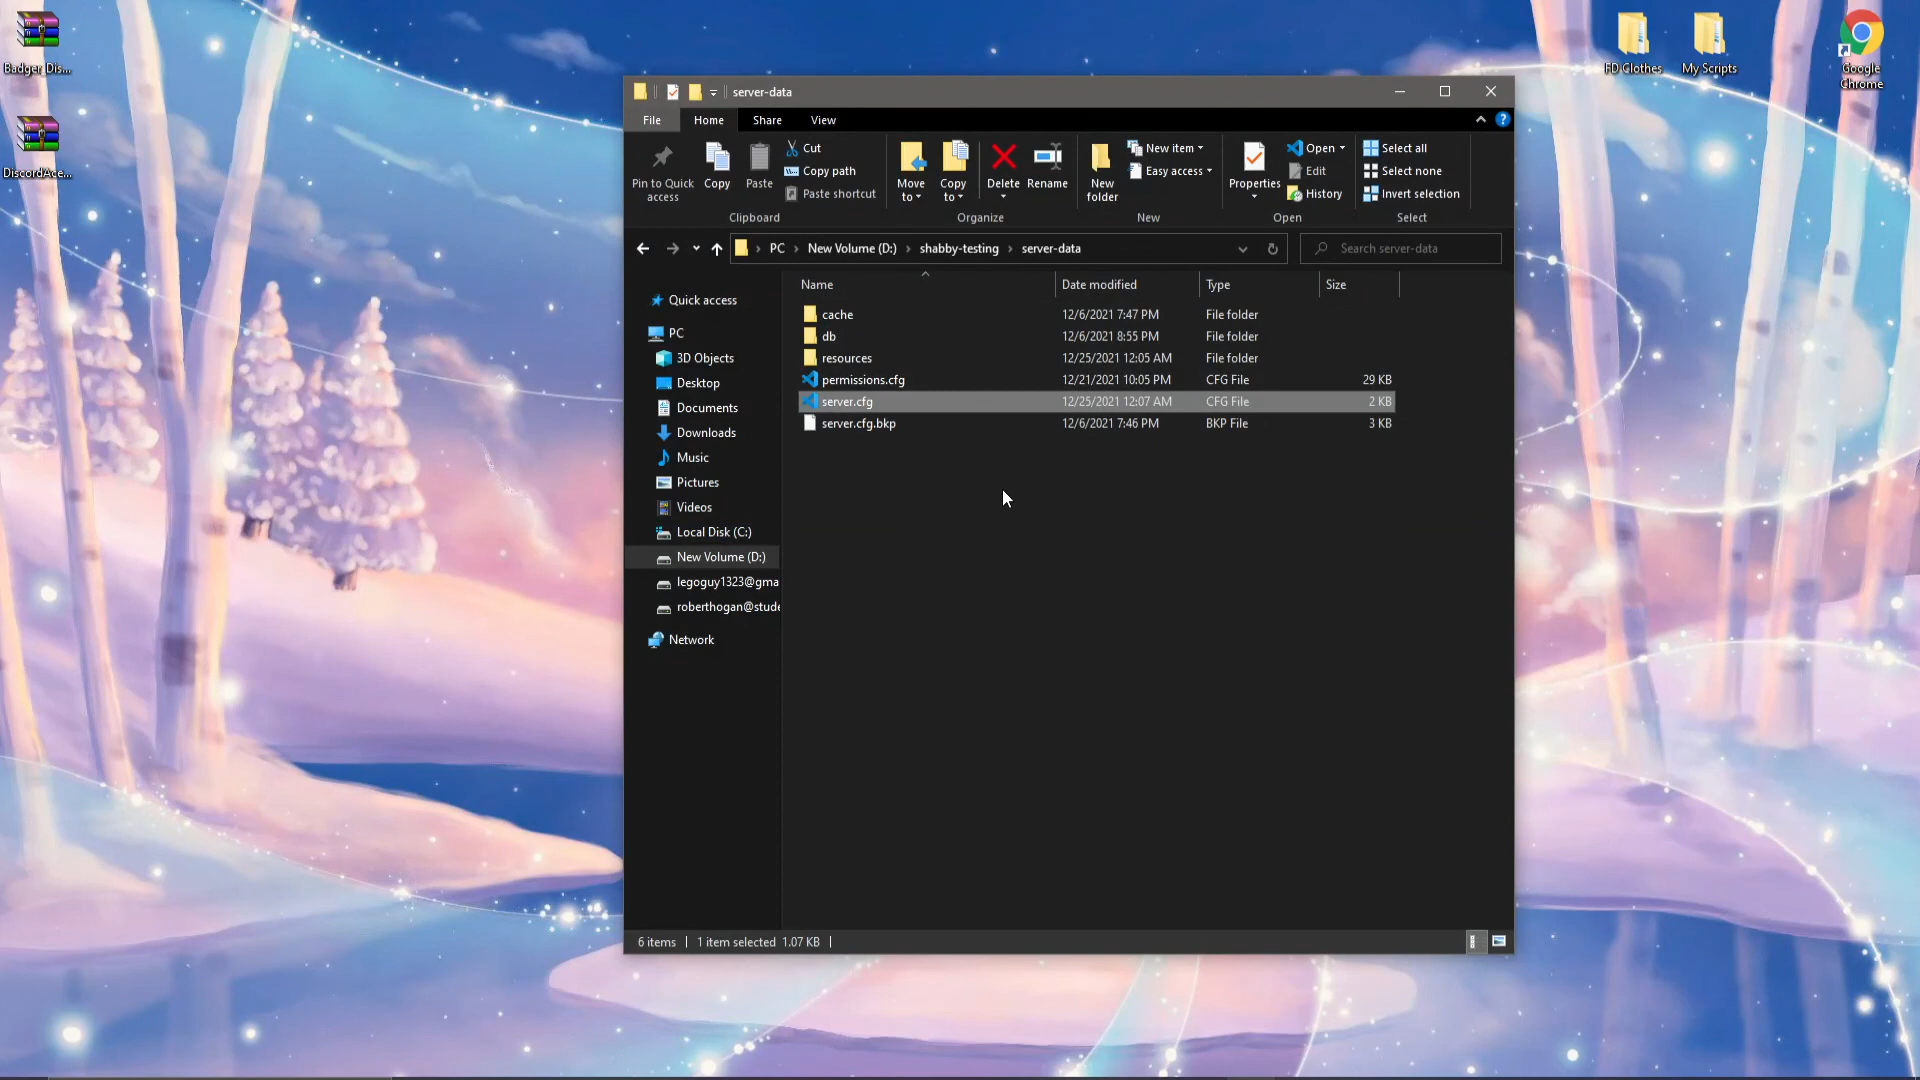 Badger_Dis...
DiscordAce...
FD Clothes
My Scripts
Google
Chrome
server-data
File
Home
Share
View
Pin to Quick
access
Copy
Paste
Cut
Copy path
Paste shortcut
Clipboard
Move
to
Copy
to
Delete
Rename
Organize
New
folder
New item
Easy access
New
Properties
Open
Edit
History
Open
Select all
Select none
Invert selection
Select
PC
New Volume (D:)
shabby-testing
server-data
Search server-data
Name
Date modified
Type
Size
Quick access
PC
3D Objects
Desktop
Documents
Downloads
Music
Pictures
Videos
Local Disk (C:)
New Volume (D:)
legoguy1323@gma
roberthogan@stude
Network
cache 12/6/2021 7:47 PM File folder
db 12/6/2021 8:55 PM File folder
resources 12/25/2021 12:05 AM File folder
permissions.cfg 12/21/2021 10:05 PM CFG File 29 KB
server.cfg 12/25/2021 12:07 AM CFG File 2 KB
server.cfg.bkp 12/6/2021 7:46 PM BKP File 3 KB
6 items 1 item selected 1.07 KB